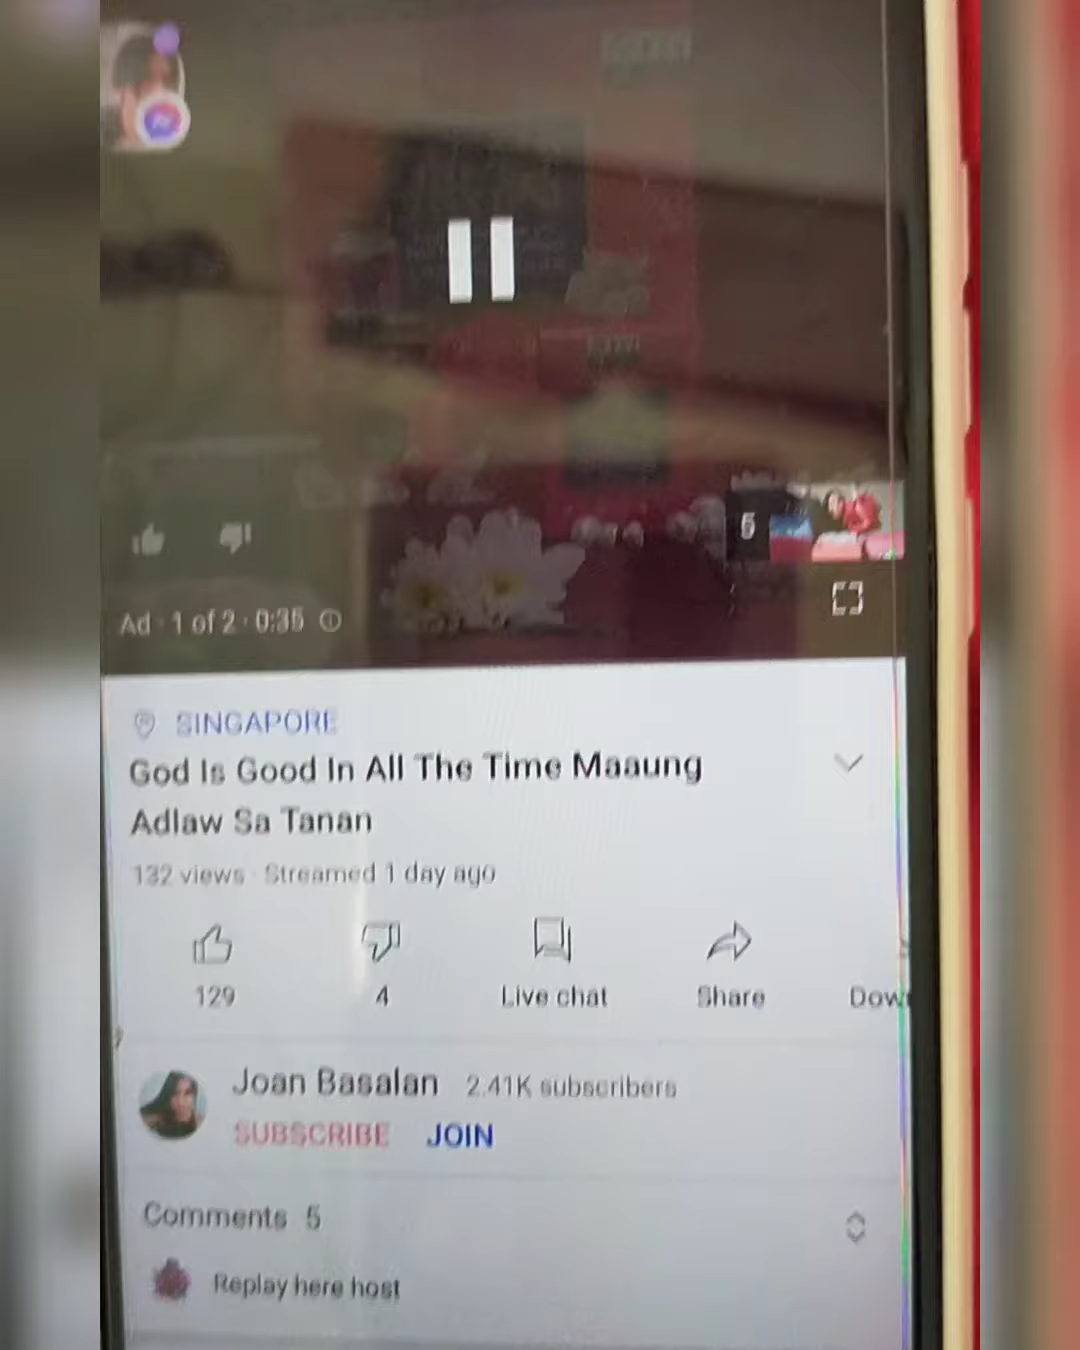 5
Ad · 1 of 2 · 0:35
SINGAPORE
God Is Good In All The Time Maaung
Adlaw Sa Tanan
132 views · Streamed 1 day ago
129
4
Live chat
Share
Dow
Joan Basalan 2.41K subscribers
SUBSCRIBE JOIN
Comments 5
Replay here host